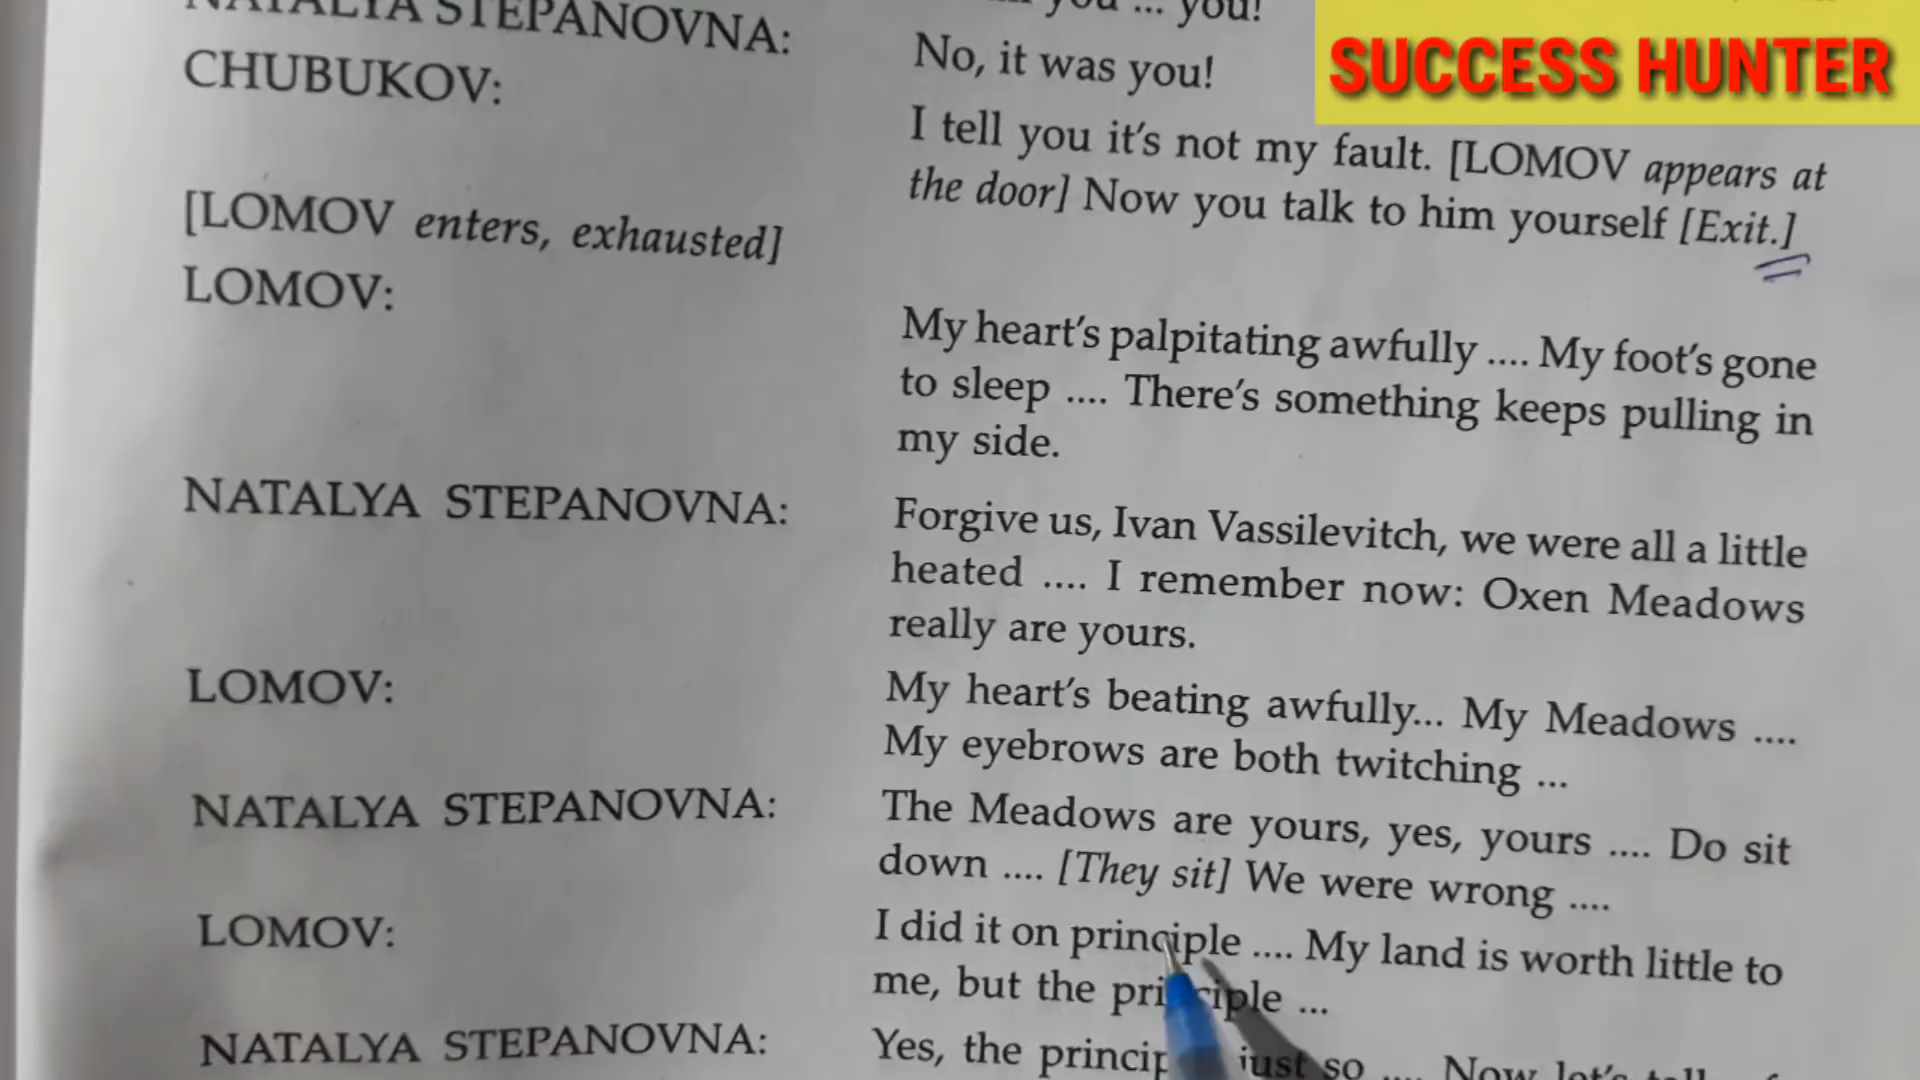 NATALYA STEPANOVNA: you ... you!
SUCCESS HUNTER
CHUBUKOV: No, it was you!
I tell you it's not my fault. [LOMOV appears at
the door] Now you talk to him yourself [Exit.]
[LOMOV enters, exhausted]
LOMOV: My heart's palpitating awfully .... My foot's gone
to sleep .... There's something keeps pulling in
my side.
NATALYA STEPANOVNA: Forgive us, Ivan Vassilevitch, we were all a little
heated .... I remember now: Oxen Meadows
really are yours.
LOMOV: My heart's beating awfully... My Meadows ....
My eyebrows are both twitching ...
NATALYA STEPANOVNA: The Meadows are yours, yes, yours .... Do sit
down .... [They sit] We were wrong ....
LOMOV: I did it on principle .... My land is worth little to
me, but the principle ...
NATALYA STEPANOVNA: Yes, the princip just so .... Now let's talk of